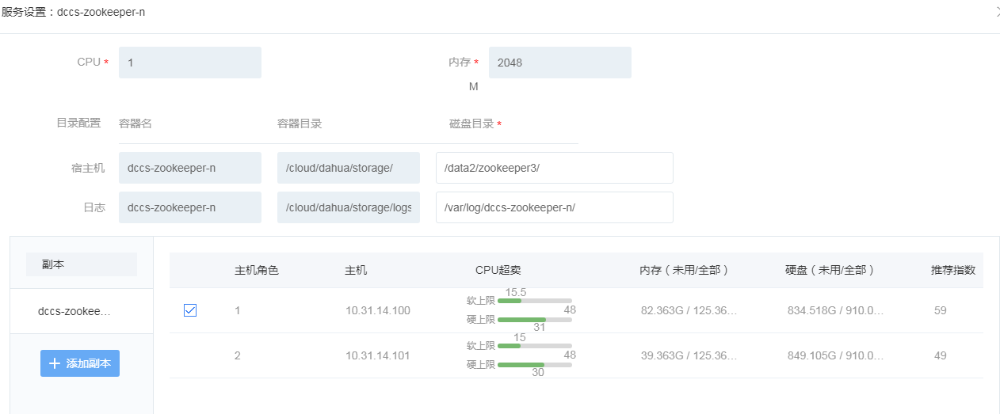 服务设置：dccs-zookeeper-n
CPU * 1 内存 * 2048
M
目录配置 容器名 容器目录 磁盘目录 *
宿主机 dccs-zookeeper-n /cloud/dahua/storage/ /data2/zookeeper3/
日志 dccs-zookeeper-n /cloud/dahua/storage/logs /var/log/dccs-zookeeper-n/
副本
dccs-zookee...
添加副本
主机角色 主机 CPU超卖 内存（未用/全部） 硬盘（未用/全部） 推荐指数
1 10.31.14.100 软上限 15.5 48 硬上限 31 82.363G / 125.36... 834.518G / 910.0... 59
2 10.31.14.101 软上限 15 48 硬上限 30 39.363G / 125.36... 849.105G / 910.0... 49